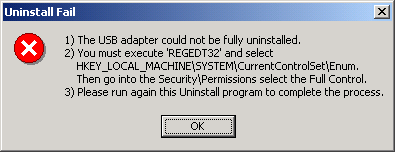 Uninstall Fail
1) The USB adapter could not be fully uninstalled.
2) You must execute 'REGEDT32' and select
HKEY_LOCAL_MACHINE\SYSTEM\CurrentControlSet\Enum.
Then go into the Security\Permissions select the Full Control.
3) Please run again this Uninstall program to complete the process.
OK